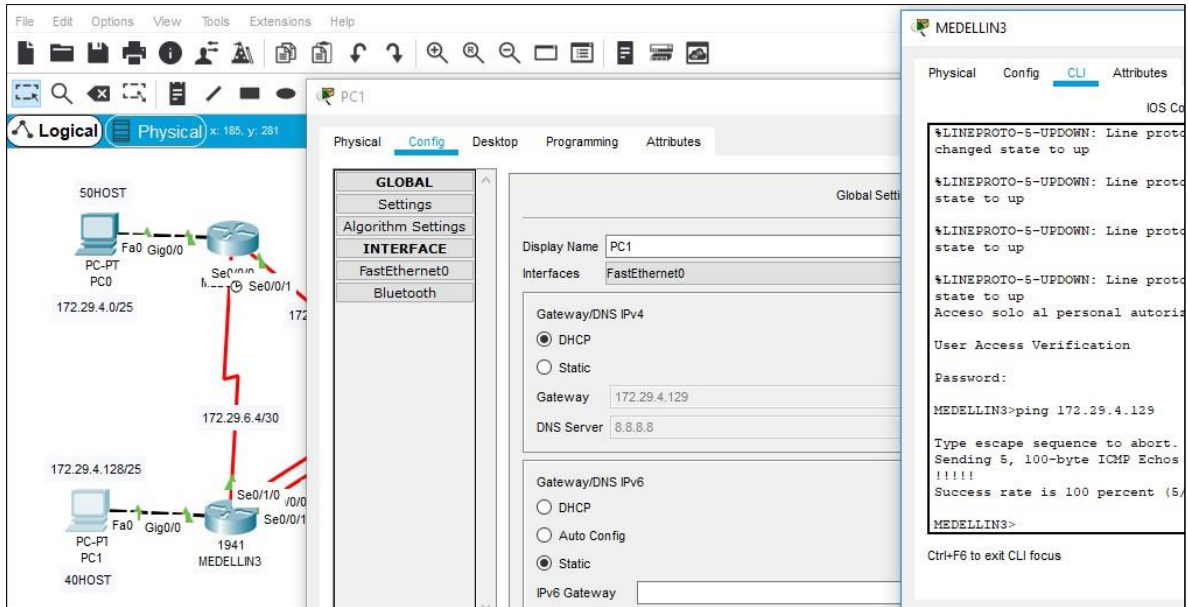 File Edit Options View Tools Extensions Help
Logical Physical x: 185, y: 281
50HOST
Fa0 Gig0/0
PC-PT
PC0
Se0/0/1
172.29.4.0/25
172
172.29.6.4/30
172.29.4.128/25
Se0/1/0
/0/0
Se0/0/1
Fa0 Gig0/0
PC-PT
PC1
1941
MEDELLIN3
40HOST
PC1
Physical Config Desktop Programming Attributes
GLOBAL
Settings
Algorithm Settings
INTERFACE
FastEthernet0
Bluetooth
Global Setti
Display Name PC1
Interfaces FastEthernet0
Gateway/DNS IPv4
DHCP
Static
Gateway 172.29.4.129
DNS Server 8.8.8.8
Gateway/DNS IPv6
DHCP
Auto Config
Static
IPv6 Gateway
MEDELLIN3
Physical Config CLI Attributes
IOS Co
%LINEPROTO-5-UPDOWN: Line proto
changed state to up
%LINEPROTO-5-UPDOWN: Line proto
state to up
%LINEPROTO-5-UPDOWN: Line proto
state to up
%LINEPROTO-5-UPDOWN: Line proto
state to up
Acceso solo al personal autoriz
User Access Verification
Password:
MEDELLIN3>ping 172.29.4.129
Type escape sequence to abort.
Sending 5, 100-byte ICMP Echos
!!!!!
Success rate is 100 percent (5/
MEDELLIN3>
Ctrl+F6 to exit CLI focus